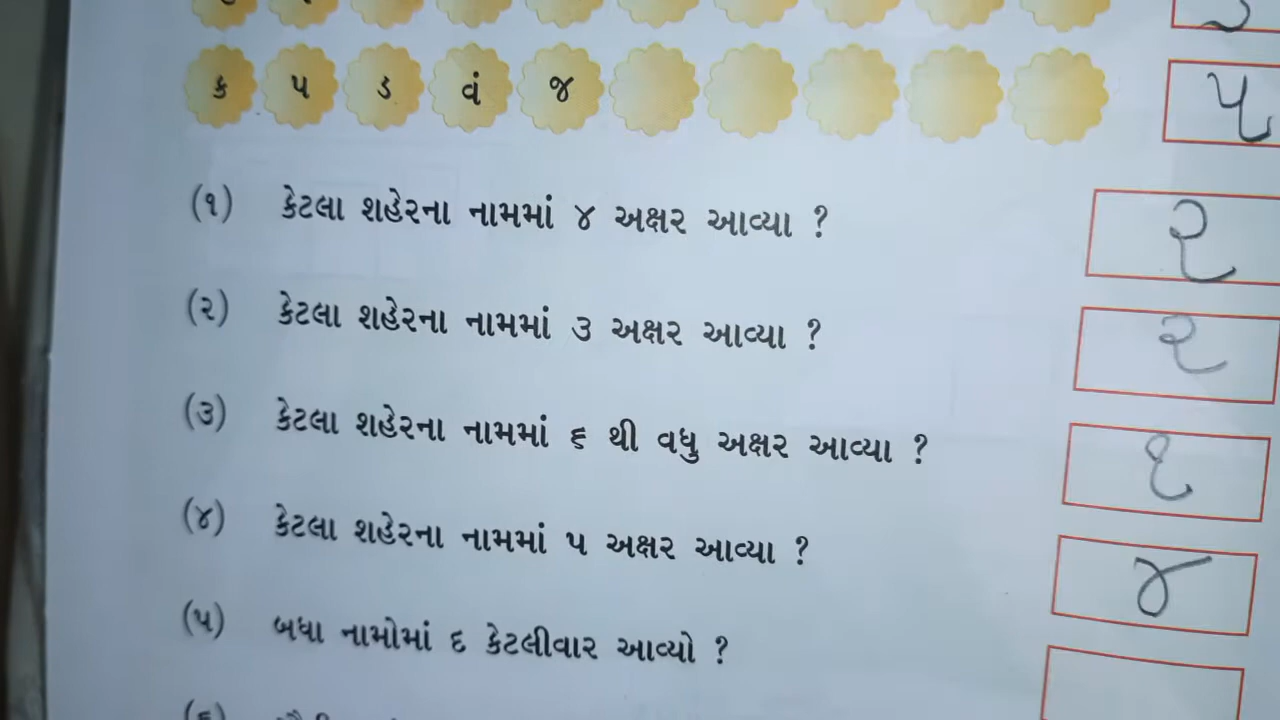 ક પ ડ વં જ ૫
(૧) કેટલા શહેરના નામમાં ૪ અક્ષર આવ્યા ? ૨
(૨) કેટલા શહેરના નામમાં ૩ અક્ષર આવ્યા ? ૨
(૩) કેટલા શહેરના નામમાં ૬ થી વધુ અક્ષર આવ્યા ? ૧
(૪) કેટલા શહેરના નામમાં ૫ અક્ષર આવ્યા ? ૪
(૫) બધા નામોમાં દ કેટલીવાર આવ્યો ?